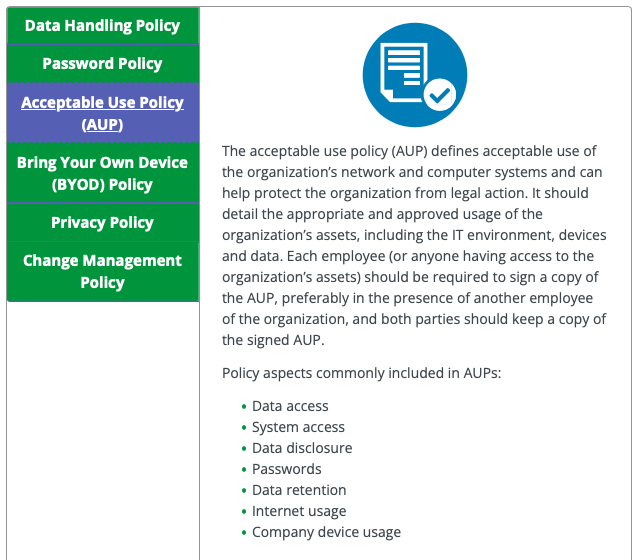 Data Handling Policy
Password Policy
Acceptable Use Policy
(AUP)
Bring Your Own Device
(BYOD) Policy
Privacy Policy
Change Management
Policy
The acceptable use policy (AUP) defines acceptable use of
the organization’s network and computer systems and can
help protect the organization from legal action. It should
detail the appropriate and approved usage of the
organization’s assets, including the IT environment, devices
and data. Each employee (or anyone having access to the
organization’s assets) should be required to sign a copy of
the AUP, preferably in the presence of another employee
of the organization, and both parties should keep a copy of
the signed AUP.
Policy aspects commonly included in AUPs:
• Data access
• System access
• Data disclosure
• Passwords
• Data retention
• Internet usage
• Company device usage